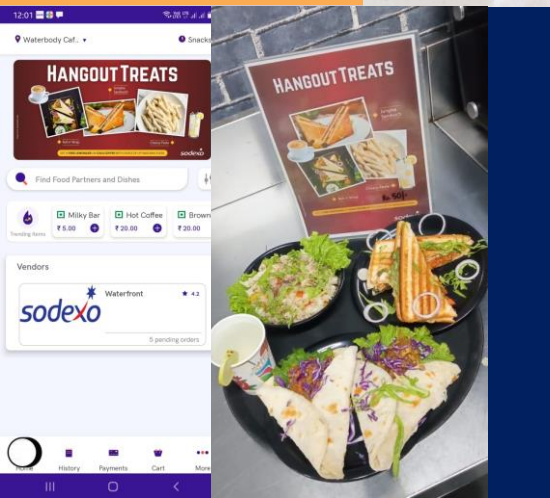 12:01
Waterbody Caf..
Snacks
HANGOUT TREATS
sodexo
Find Food Partners and Dishes
Trending Items
Milky Bar
₹ 5.00
Hot Coffee
₹ 20.00
Brown
₹ 20.00
Vendors
sodexo
Waterfront
4.2
5 pending orders
Home
History
Payments
Cart
More
HANGOUT TREATS
Rs. 50/-
sodexo